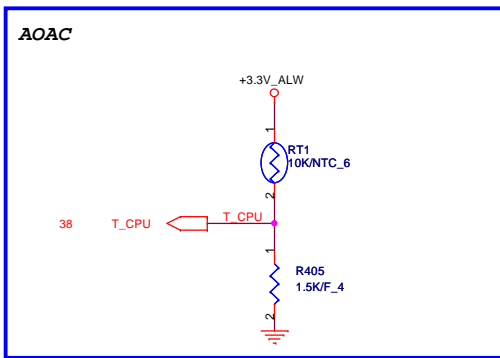 AOAC
+3.3V_ALW
1
RT1
10K/NTC_6
2
38 T_CPU T_CPU
1
R405
1.5K/F_4
2